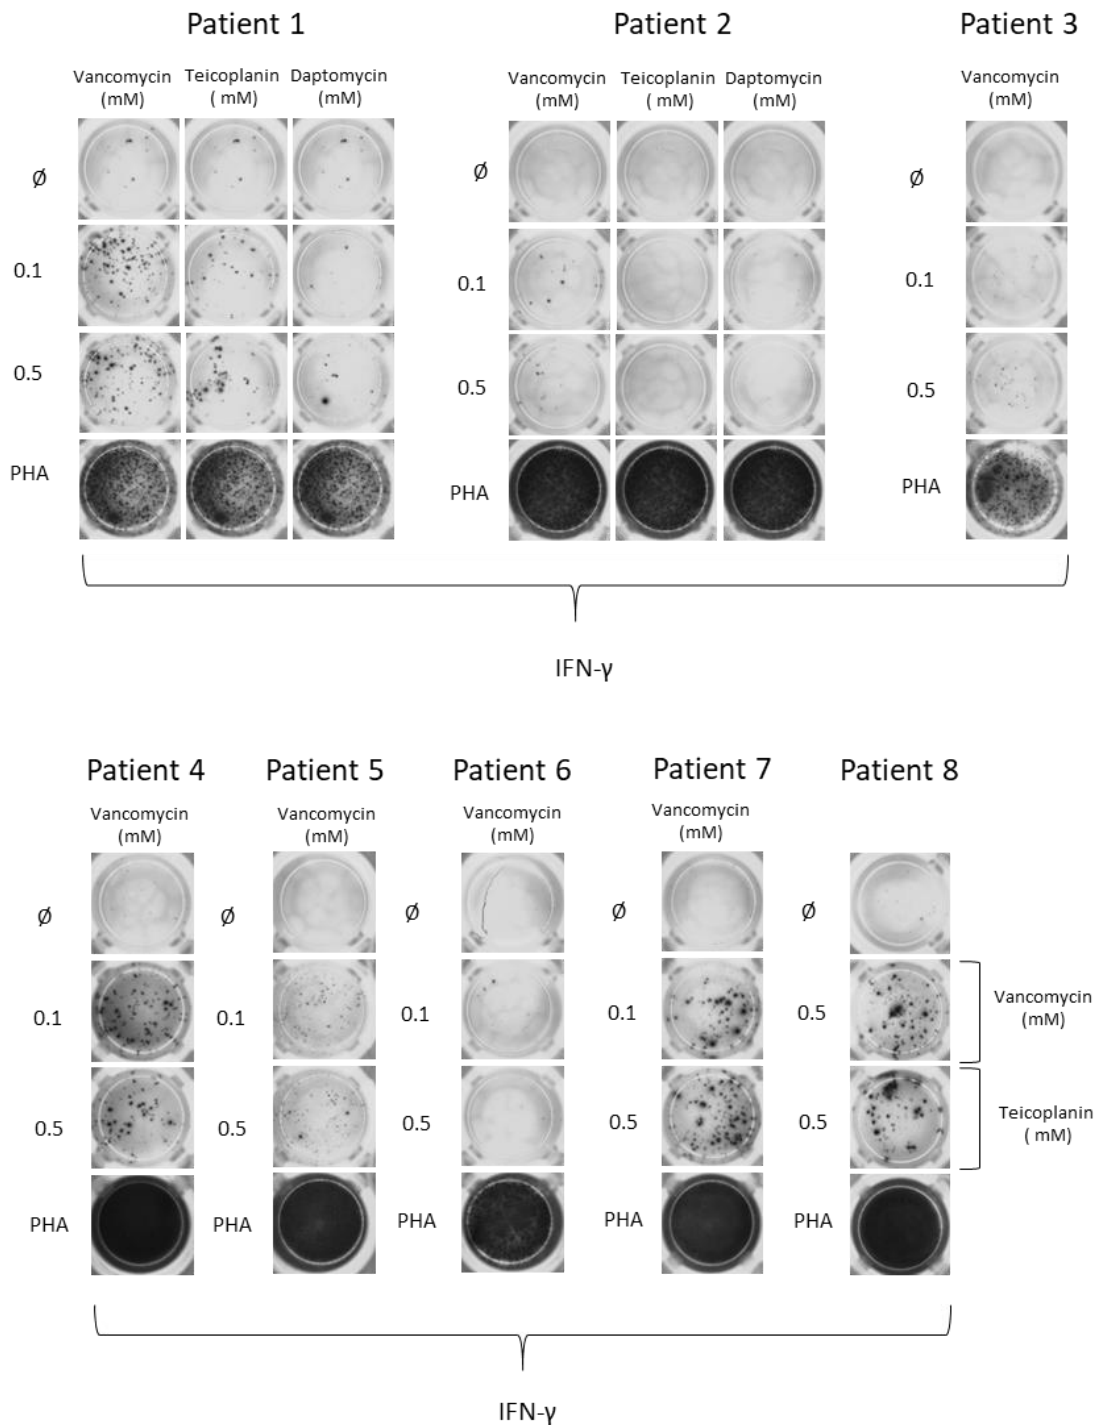 Patient 1
Patient 2
Patient 3
Vancomycin Teicoplanin Daptomycin
(mM) ( mM) (mM)
Vancomycin Teicoplanin Daptomycin
(mM) ( mM) (mM)
Vancomycin
(mM)
Ø
0.1
0.5
PHA
Ø
0.1
0.5
PHA
Ø
0.1
0.5
PHA
IFN-γ
Patient 4
Patient 5
Patient 6
Patient 7
Patient 8
Vancomycin
(mM)
Vancomycin
(mM)
Vancomycin
(mM)
Vancomycin
(mM)
Ø
0.1
0.5
PHA
Ø
0.1
0.5
PHA
Ø
0.1
0.5
PHA
Ø
0.1
0.5
PHA
Ø
0.5
0.5
PHA
Vancomycin
(mM)
Teicoplanin
( mM)
IFN-γ